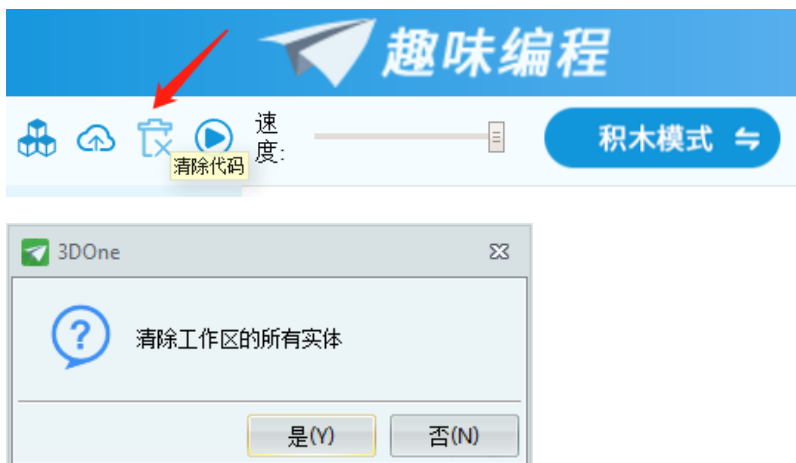 趣味编程
速
度:
积木模式
清除代码
3DOne
清除工作区的所有实体
是(Y)
否(N)